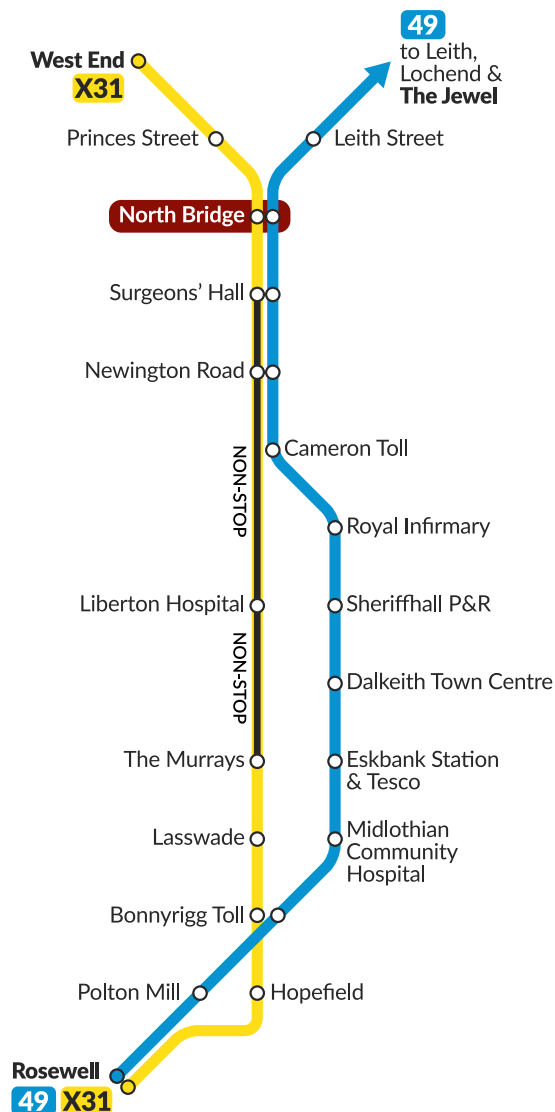 49
to Leith,
Lochend &
The Jewel
West End
X31
Princes Street
Leith Street
North Bridge
Surgeons’ Hall
Newington Road
Cameron Toll
NON-STOP
Royal Infirmary
Liberton Hospital
Sheriffhall P&R
NON-STOP
Dalkeith Town Centre
The Murrays
Eskbank Station
& Tesco
Lasswade
Midlothian
Community
Hospital
Bonnyrigg Toll
Polton Mill
Hopefield
Rosewell
49 X31